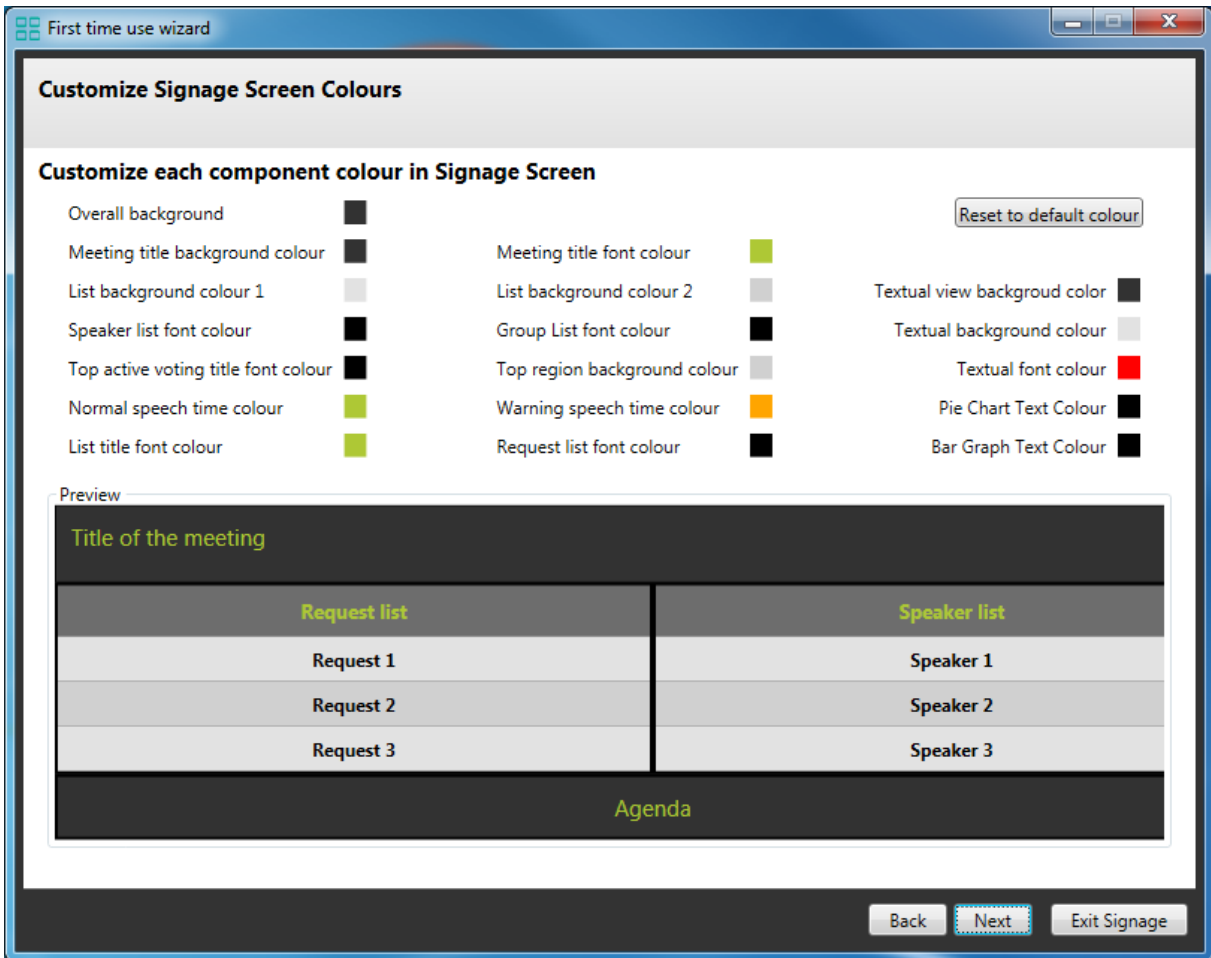 First time use wizard
Customize Signage Screen Colours
Customize each component colour in Signage Screen
Overall background Reset to default colour
Meeting title background colour Meeting title font colour
List background colour 1 List background colour 2 Textual view backgroud color
Speaker list font colour Group List font colour Textual background colour
Top active voting title font colour Top region background colour Textual font colour
Normal speech time colour Warning speech time colour Pie Chart Text Colour
List title font colour Request list font colour Bar Graph Text Colour
Preview
Title of the meeting
Request list Speaker list
Request 1 Speaker 1
Request 2 Speaker 2
Request 3 Speaker 3
Agenda
Back Next Exit Signage